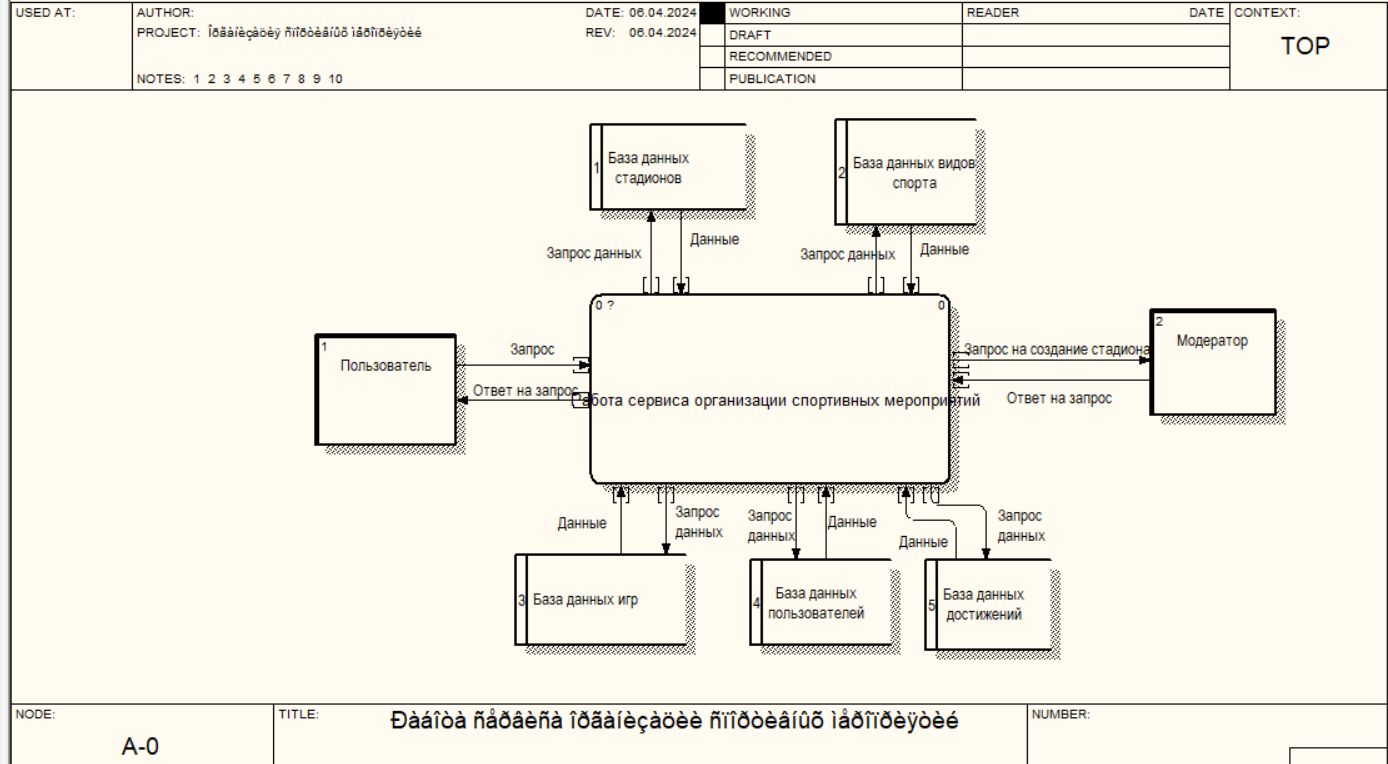 USED AT:
AUTHOR:
DATE: 06.04.2024
WORKING
READER
DATE
CONTEXT:
PROJECT: Îðãàíèçàöèÿ ñïîðòèâíûõ ìåðîïðèÿòèé
REV: 06.04.2024
DRAFT
TOP
RECOMMENDED
NOTES: 1 2 3 4 5 6 7 8 9 10
PUBLICATION
1
База данных
стадионов
2
База данных видов
спорта
Запрос данных
Данные
Запрос данных
Данные
0 ?
0
1
Пользователь
Запрос
Ответ на запрос
абота сервиса организации спортивных мероприятий
Запрос на создание стадиона
Ответ на запрос
2
Модератор
Данные
Запрос
данных
Запрос
данных
Данные
Данные
Запрос
данных
3
База данных игр
4
База данных
пользователей
5
База данных
достижений
NODE:
A-0
TITLE:
Ðàáîòà ñåðâèñà îðãàíèçàöèè ñïîðòèâíûõ ìåðîïðèÿòèé
NUMBER: